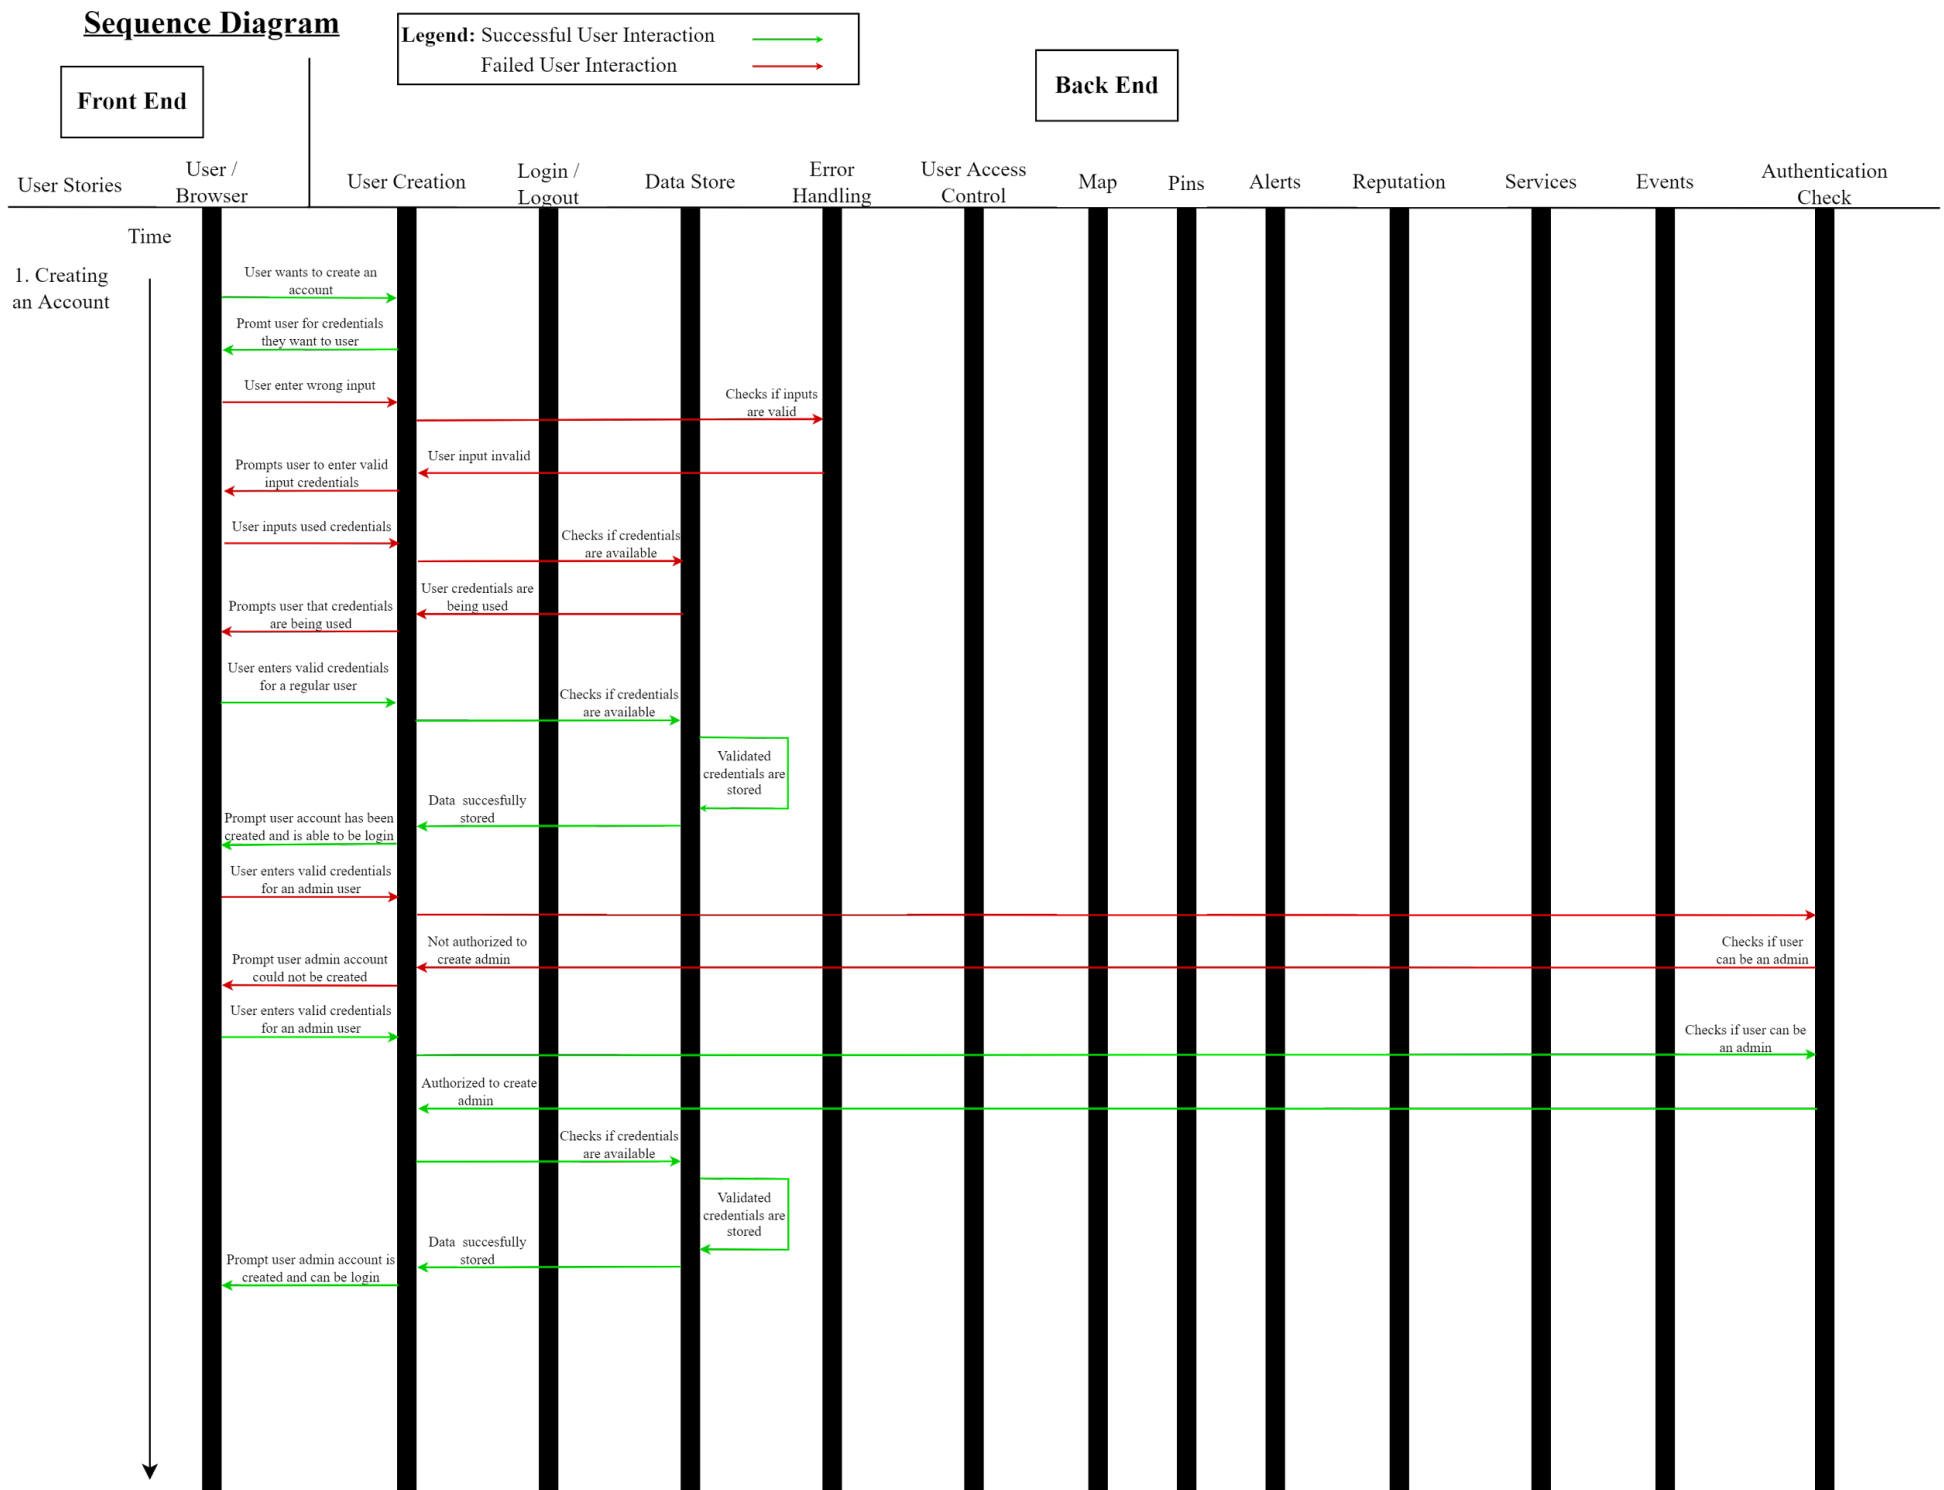 Sequence Diagram
Legend: Successful User Interaction
Failed User Interaction
Front End
Back End
User Stories
User /
Browser
User Creation
Login /
Logout
Data Store
Error
Handling
User Access
Control
Map
Pins
Alerts
Reputation
Services
Events
Authentication
Check
Time
1. Creating
an Account
User wants to create an
account
Promt user for credentials
they want to user
User enter wrong input
Checks if inputs
are valid
User input invalid
Prompts user to enter valid
input credentials
User inputs used credentials
Checks if credentials
are available
User credentials are
being used
Prompts user that credentials
are being used
User enters valid credentials
for a regular user
Checks if credentials
are available
Validated
credentials are
stored
Data  succesfully
stored
Prompt user account has been
created and is able to be login
User enters valid credentials
for an admin user
Not authorized to
create admin
Checks if user
can be an admin
Prompt user admin account
could not be created
User enters valid credentials
for an admin user
Checks if user can be
an admin
Authorized to create
admin
Checks if credentials
are available
Validated
credentials are
stored
Data  succesfully
stored
Prompt user admin account is
created and can be login